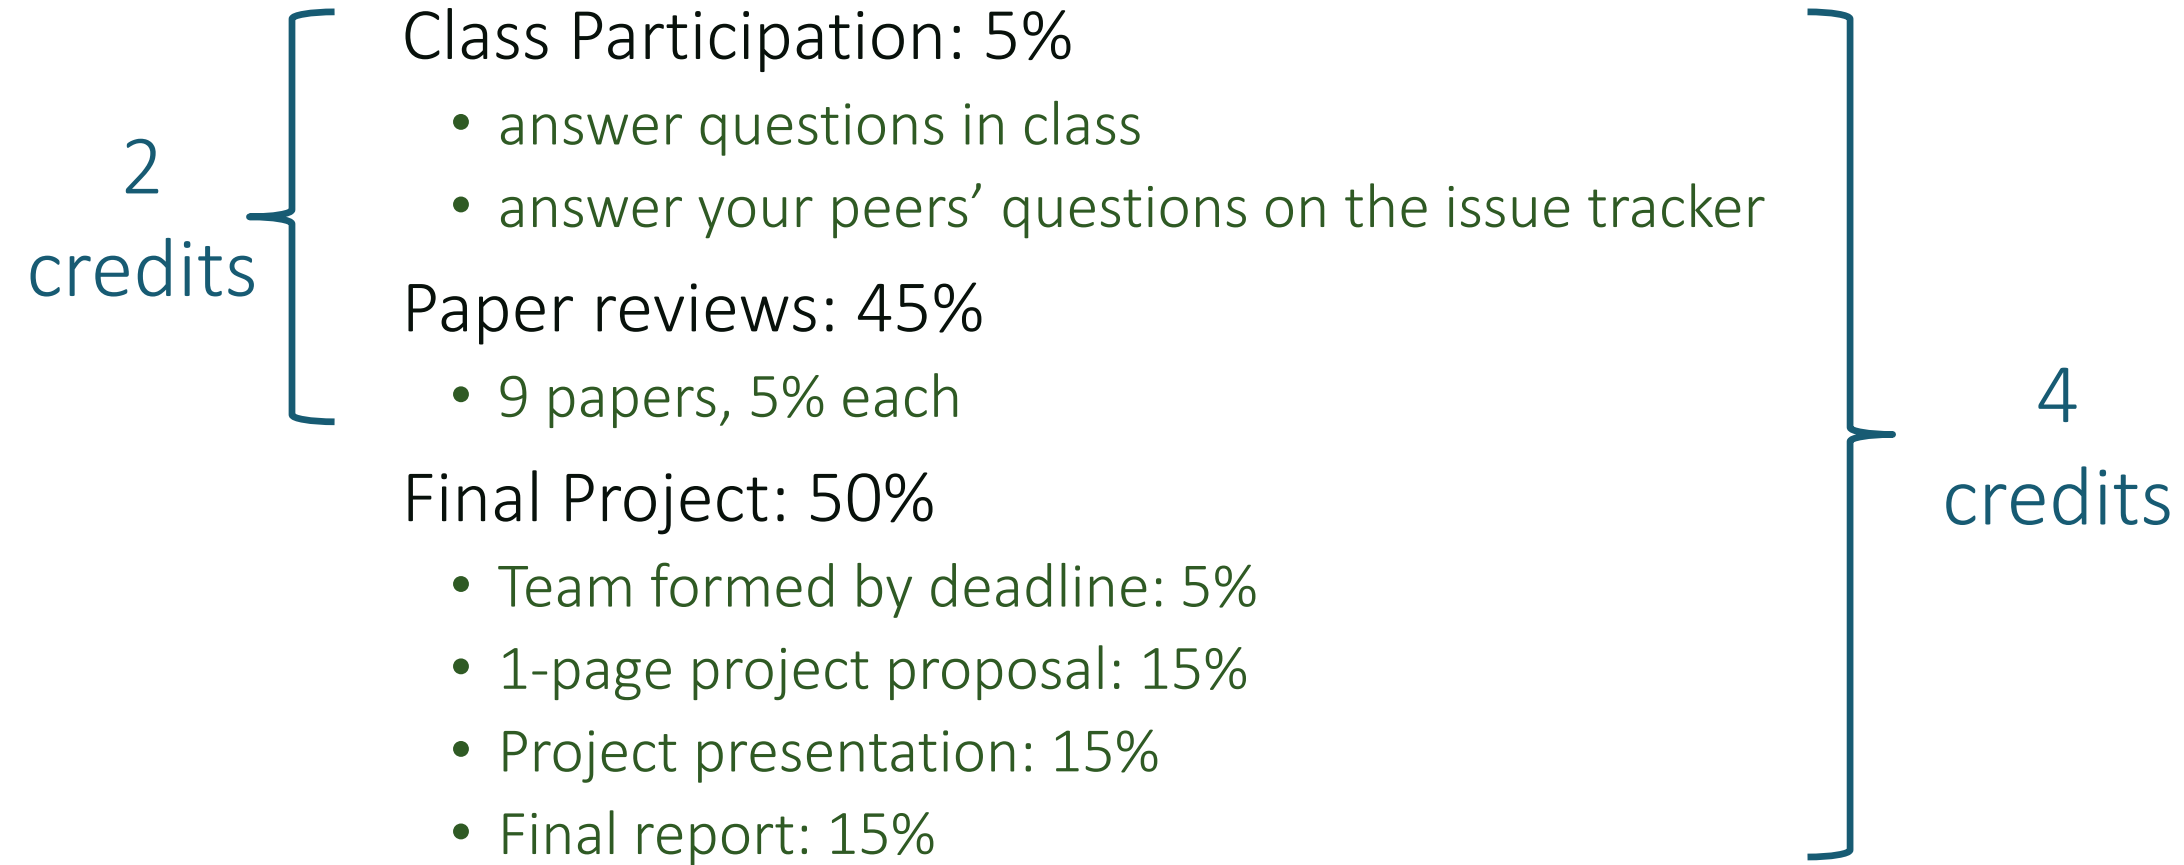 Class Participation: 5%
• answer questions in class
• answer your peers’ questions on the issue tracker
2
credits
Paper reviews: 45%
• 9 papers, 5% each
Final Project: 50%
• Team formed by deadline: 5%
• 1-page project proposal: 15%
• Project presentation: 15%
• Final report: 15%
4
credits